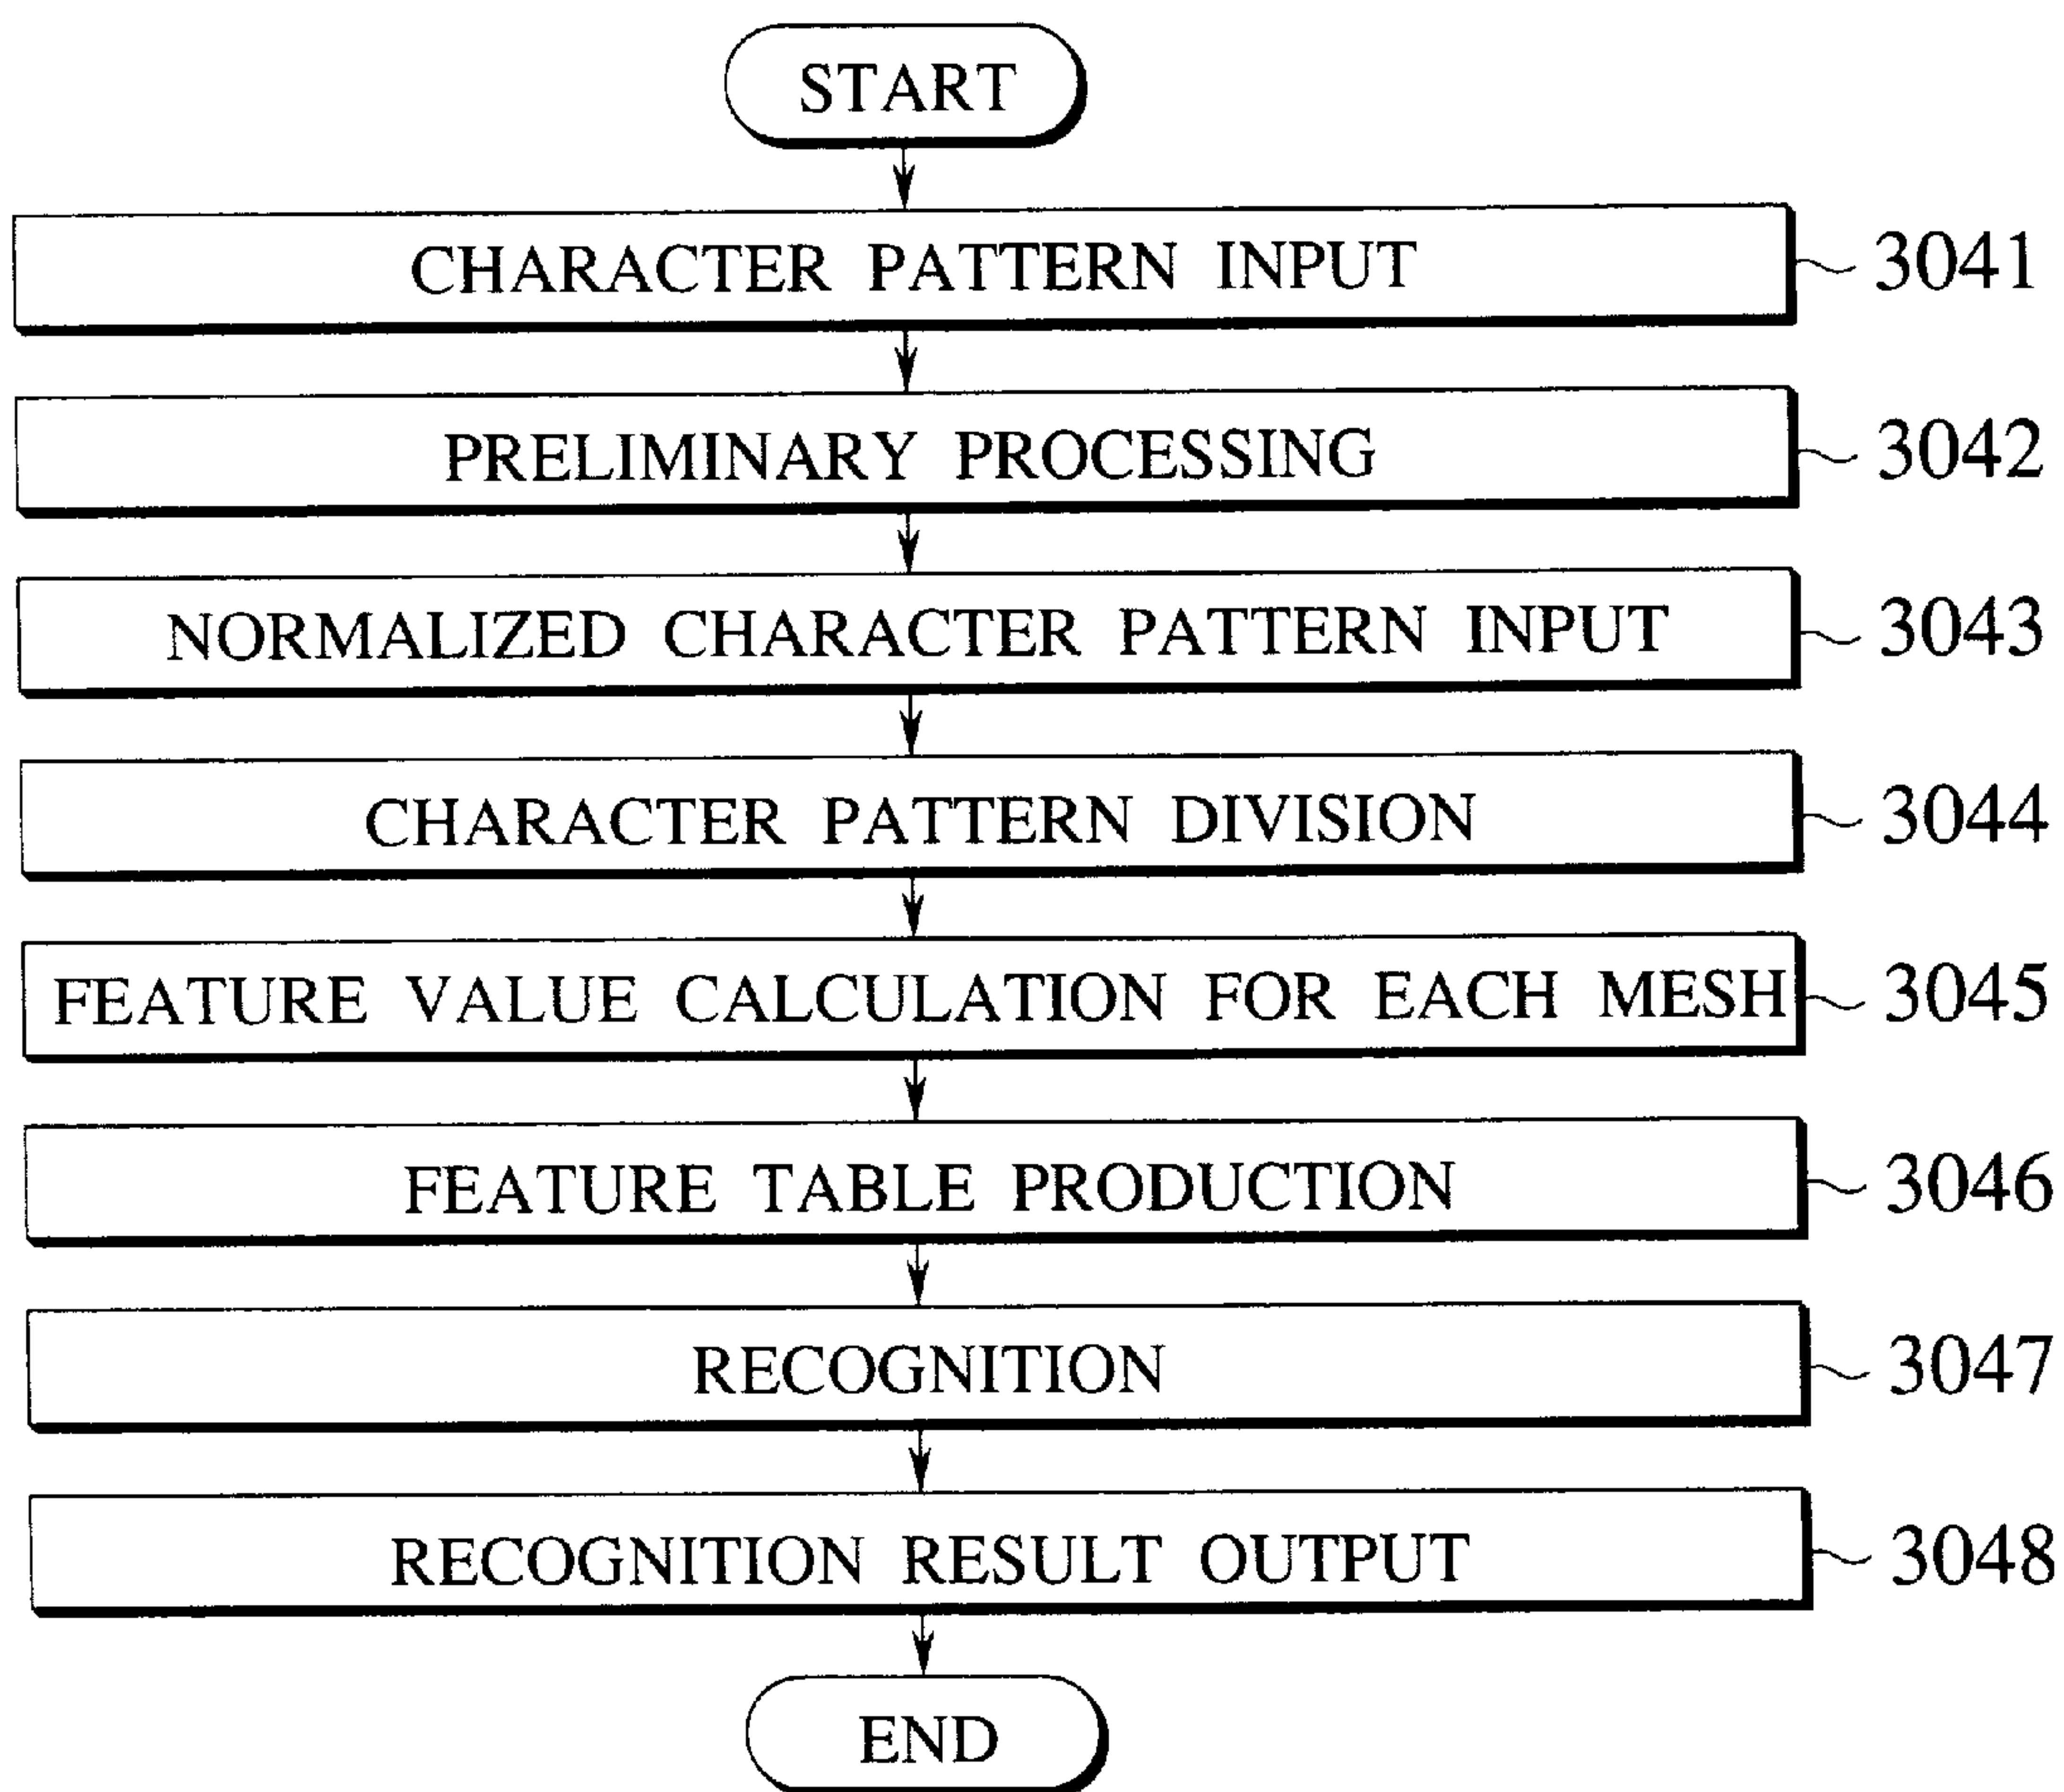 START
CHARACTER PATTERN INPUT 3041
PRELIMINARY PROCESSING 3042
NORMALIZED CHARACTER PATTERN INPUT 3043
CHARACTER PATTERN DIVISION 3044
FEATURE VALUE CALCULATION FOR EACH MESH 3045
FEATURE TABLE PRODUCTION 3046
RECOGNITION 3047
RECOGNITION RESULT OUTPUT 3048
END